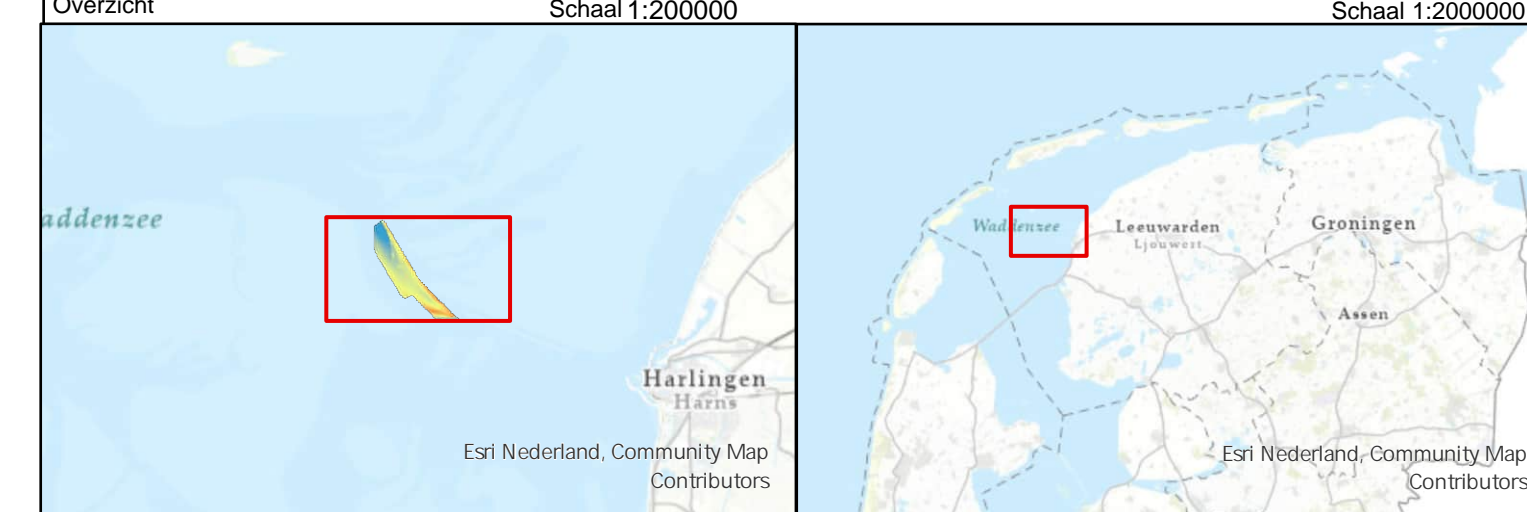 Overzicht
Schaal 1:200000
Schaal 1:2000000
addenzee
Harlingen
Harns
Esri Nederland, Community Map
Contributors
Waddenzee
Leeuwarden
Ljouwert
Groningen
Assen
Esri Nederland, Community Map
Contributors